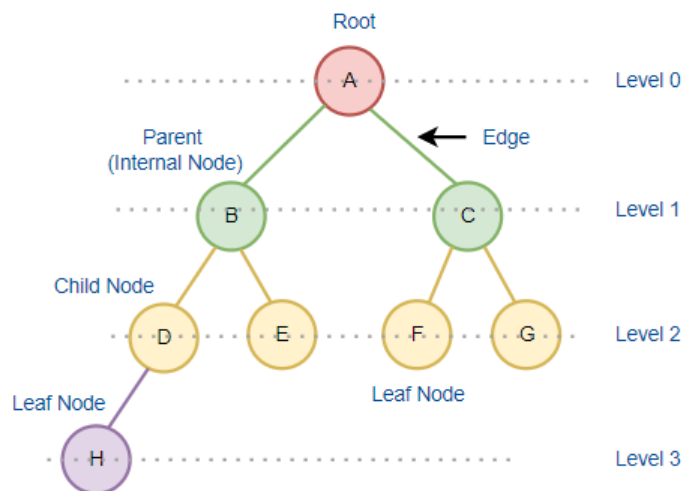 Root
A
Level 0
Parent
(Internal Node)
Edge
B
C
Level 1
Child Node
D
E
F
G
Level 2
Leaf Node
Leaf Node
H
Level 3